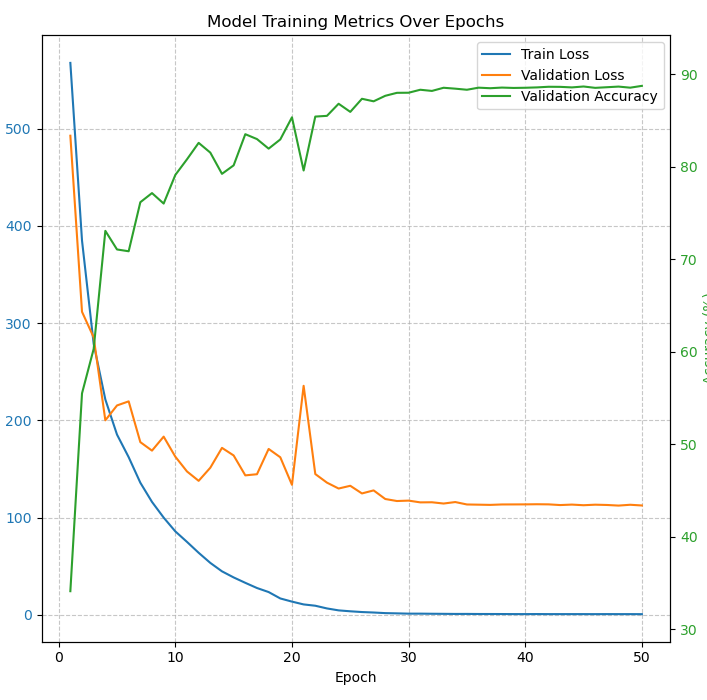 Model Training Metrics Over Epochs
Train Loss
Validation Loss
Validation Accuracy
500
400
300
200
100
0
90
80
70
60
50
40
30
0 10 20 30 40 50
Epoch